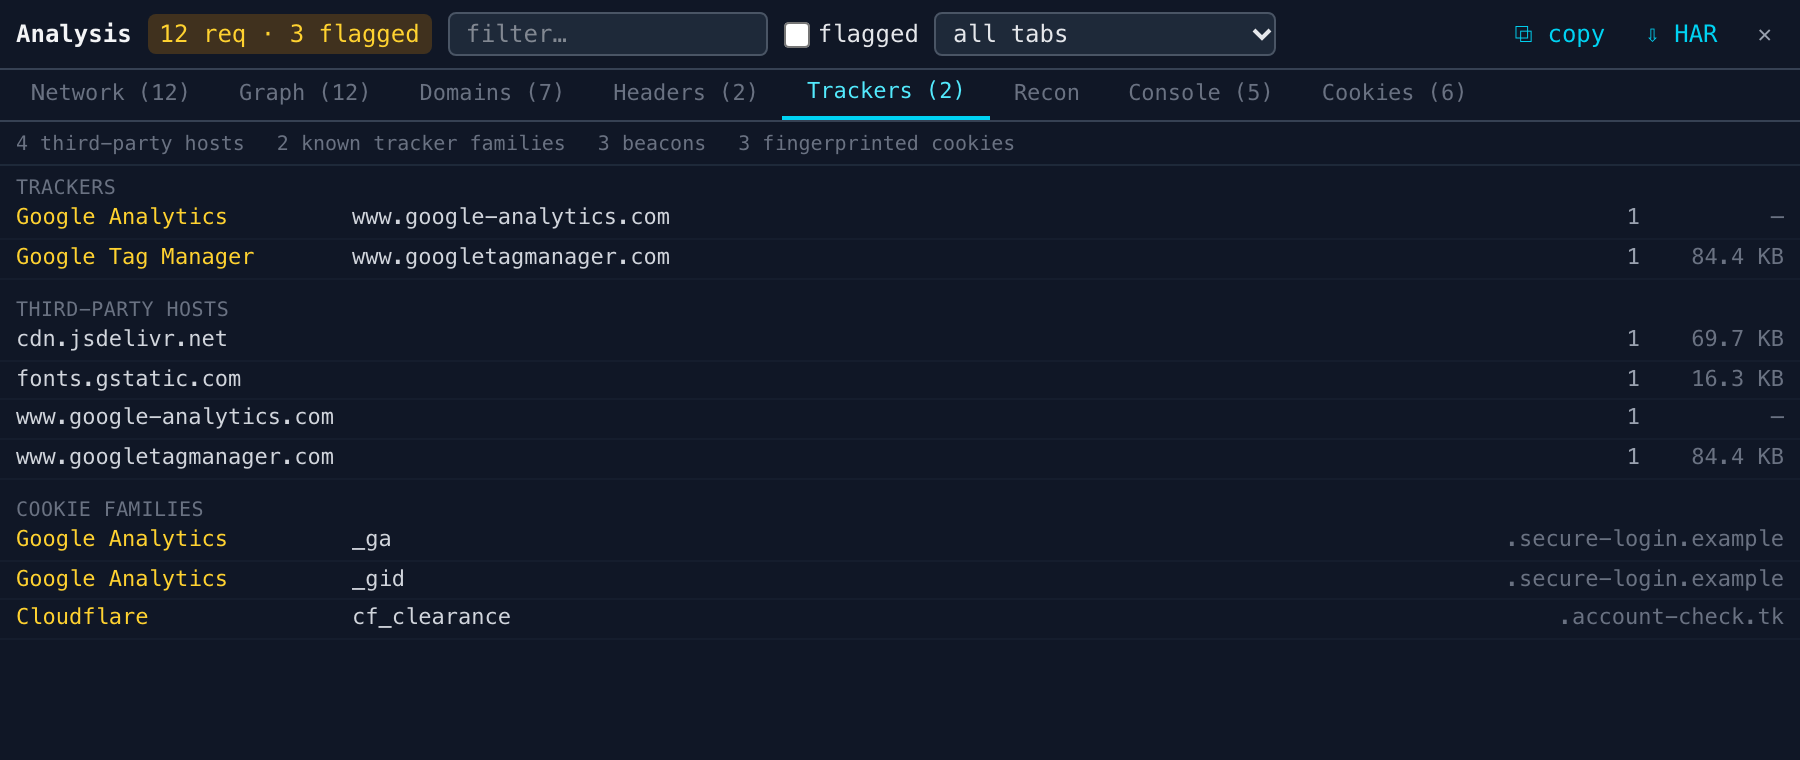 Analysis 12 req · 3 flagged filter… flagged all tabs ⧉ copy ⇩ HAR ×
Network (12) Graph (12) Domains (7) Headers (2) Trackers (2) Recon Console (5) Cookies (6)
4 third-party hosts 2 known tracker families 3 beacons 3 fingerprinted cookies
TRACKERS
Google Analytics www.google-analytics.com 1 —
Google Tag Manager www.googletagmanager.com 1 84.4 KB
THIRD-PARTY HOSTS
cdn.jsdelivr.net 1 69.7 KB
fonts.gstatic.com 1 16.3 KB
www.google-analytics.com 1 —
www.googletagmanager.com 1 84.4 KB
COOKIE FAMILIES
Google Analytics _ga .secure-login.example
Google Analytics _gid .secure-login.example
Cloudflare cf_clearance .account-check.tk